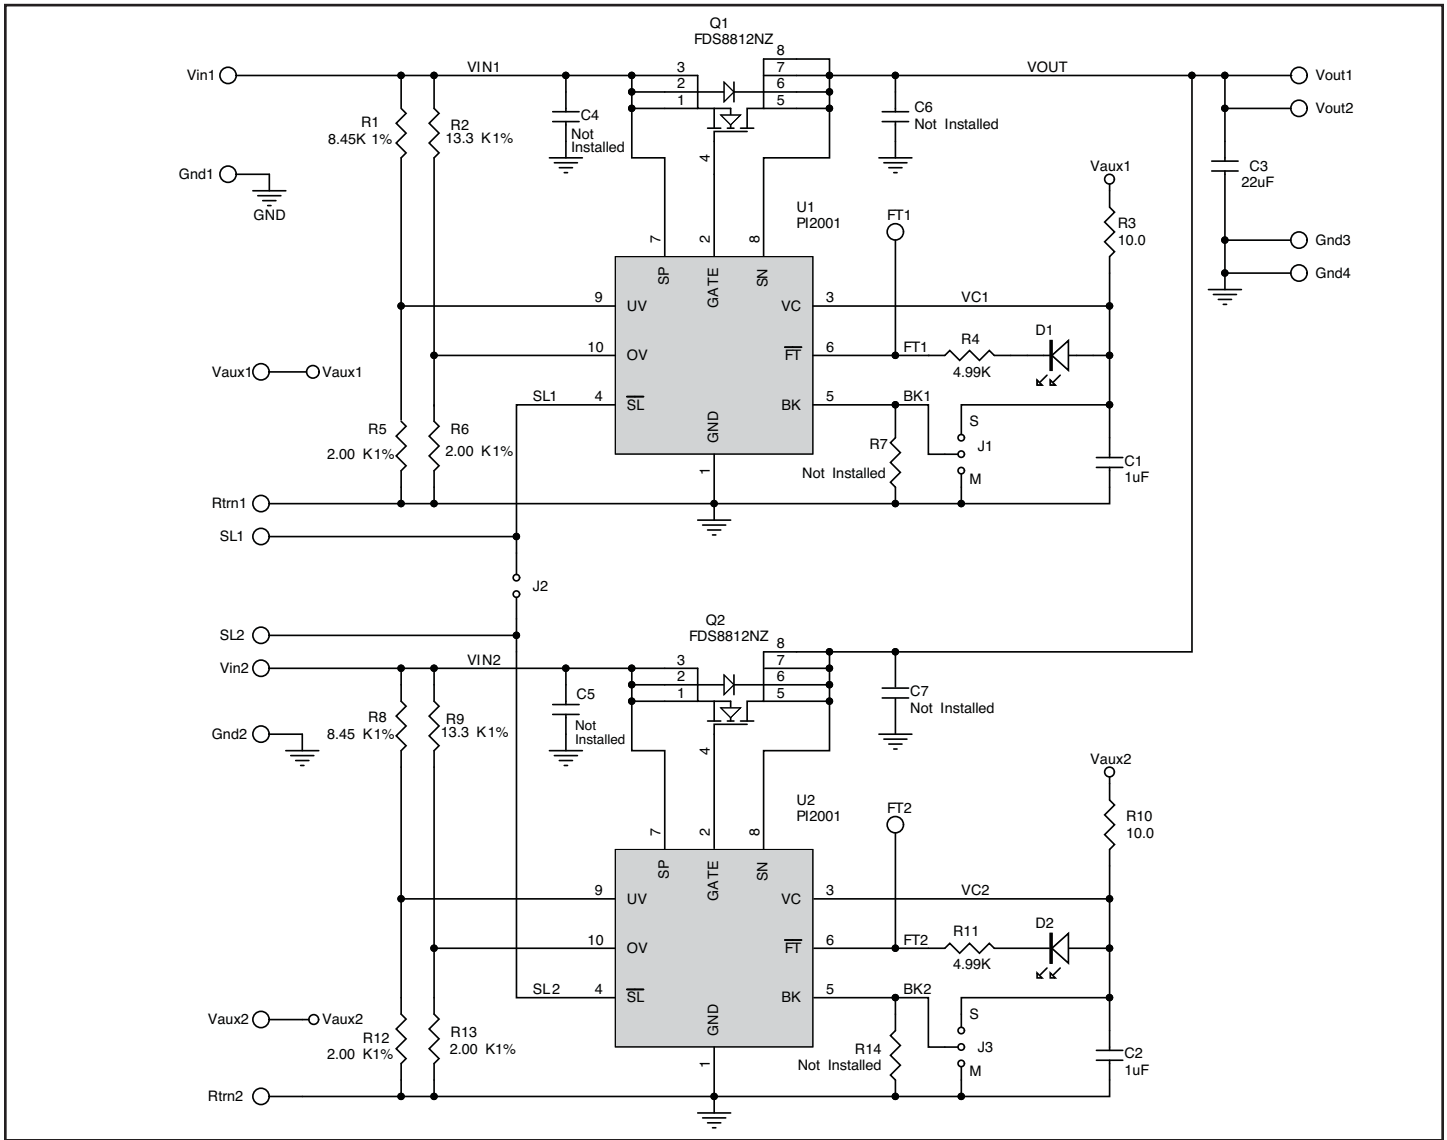 Q1
FDS8812NZ
Vin1
VIN1
3
2
1
8
7
6
5
4
VOUT
Vout1
Vout2
R1
8.45K 1%
R2
13.3 K1%
C4
Not
Installed
C6
Not Installed
C3
22uF
Gnd1
GND
Vaux1
R3
10.0
U1
PI2001
FT1
Gnd3
Gnd4
7
2
8
SP
GATE
SN
9
UV
VC
3
VC1
10
OV
FT
6
FT1
R4
4.99K
D1
Vaux1
Vaux1
SL1
4
SL
BK
5
BK1
GND
1
S
J1
M
R5
2.00 K1%
R6
2.00 K1%
R7
Not Installed
C1
1uF
Rtrn1
SL1
J2
SL2
Q2
FDS8812NZ
Vin2
VIN2
3
2
1
8
7
6
5
4
R8
8.45 K1%
R9
13.3 K1%
C5
Not
Installed
C7
Not Installed
Gnd2
Vaux2
R10
10.0
U2
PI2001
FT2
7
2
8
SP
GATE
SN
9
UV
VC
3
VC2
10
OV
FT
6
FT2
R11
4.99K
D2
SL2
4
SL
BK
5
BK2
GND
1
S
J3
M
Vaux2
Vaux2
R12
2.00 K1%
R13
2.00 K1%
R14
Not Installed
C2
1uF
Rtrn2